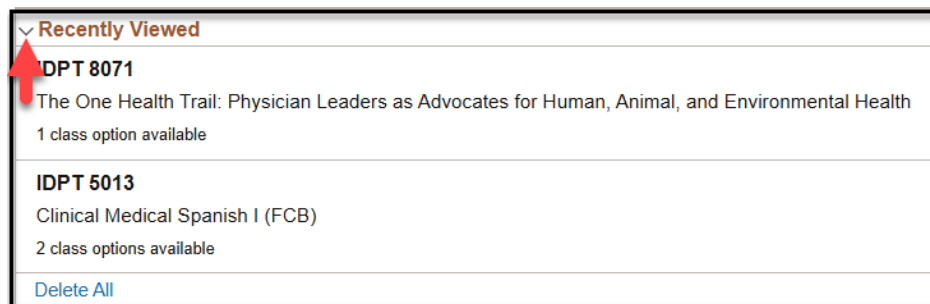 Recently Viewed
IDPT 8071
The One Health Trail: Physician Leaders as Advocates for Human, Animal, and Environmental Health
1 class option available
IDPT 5013
Clinical Medical Spanish I (FCB)
2 class options available
Delete All